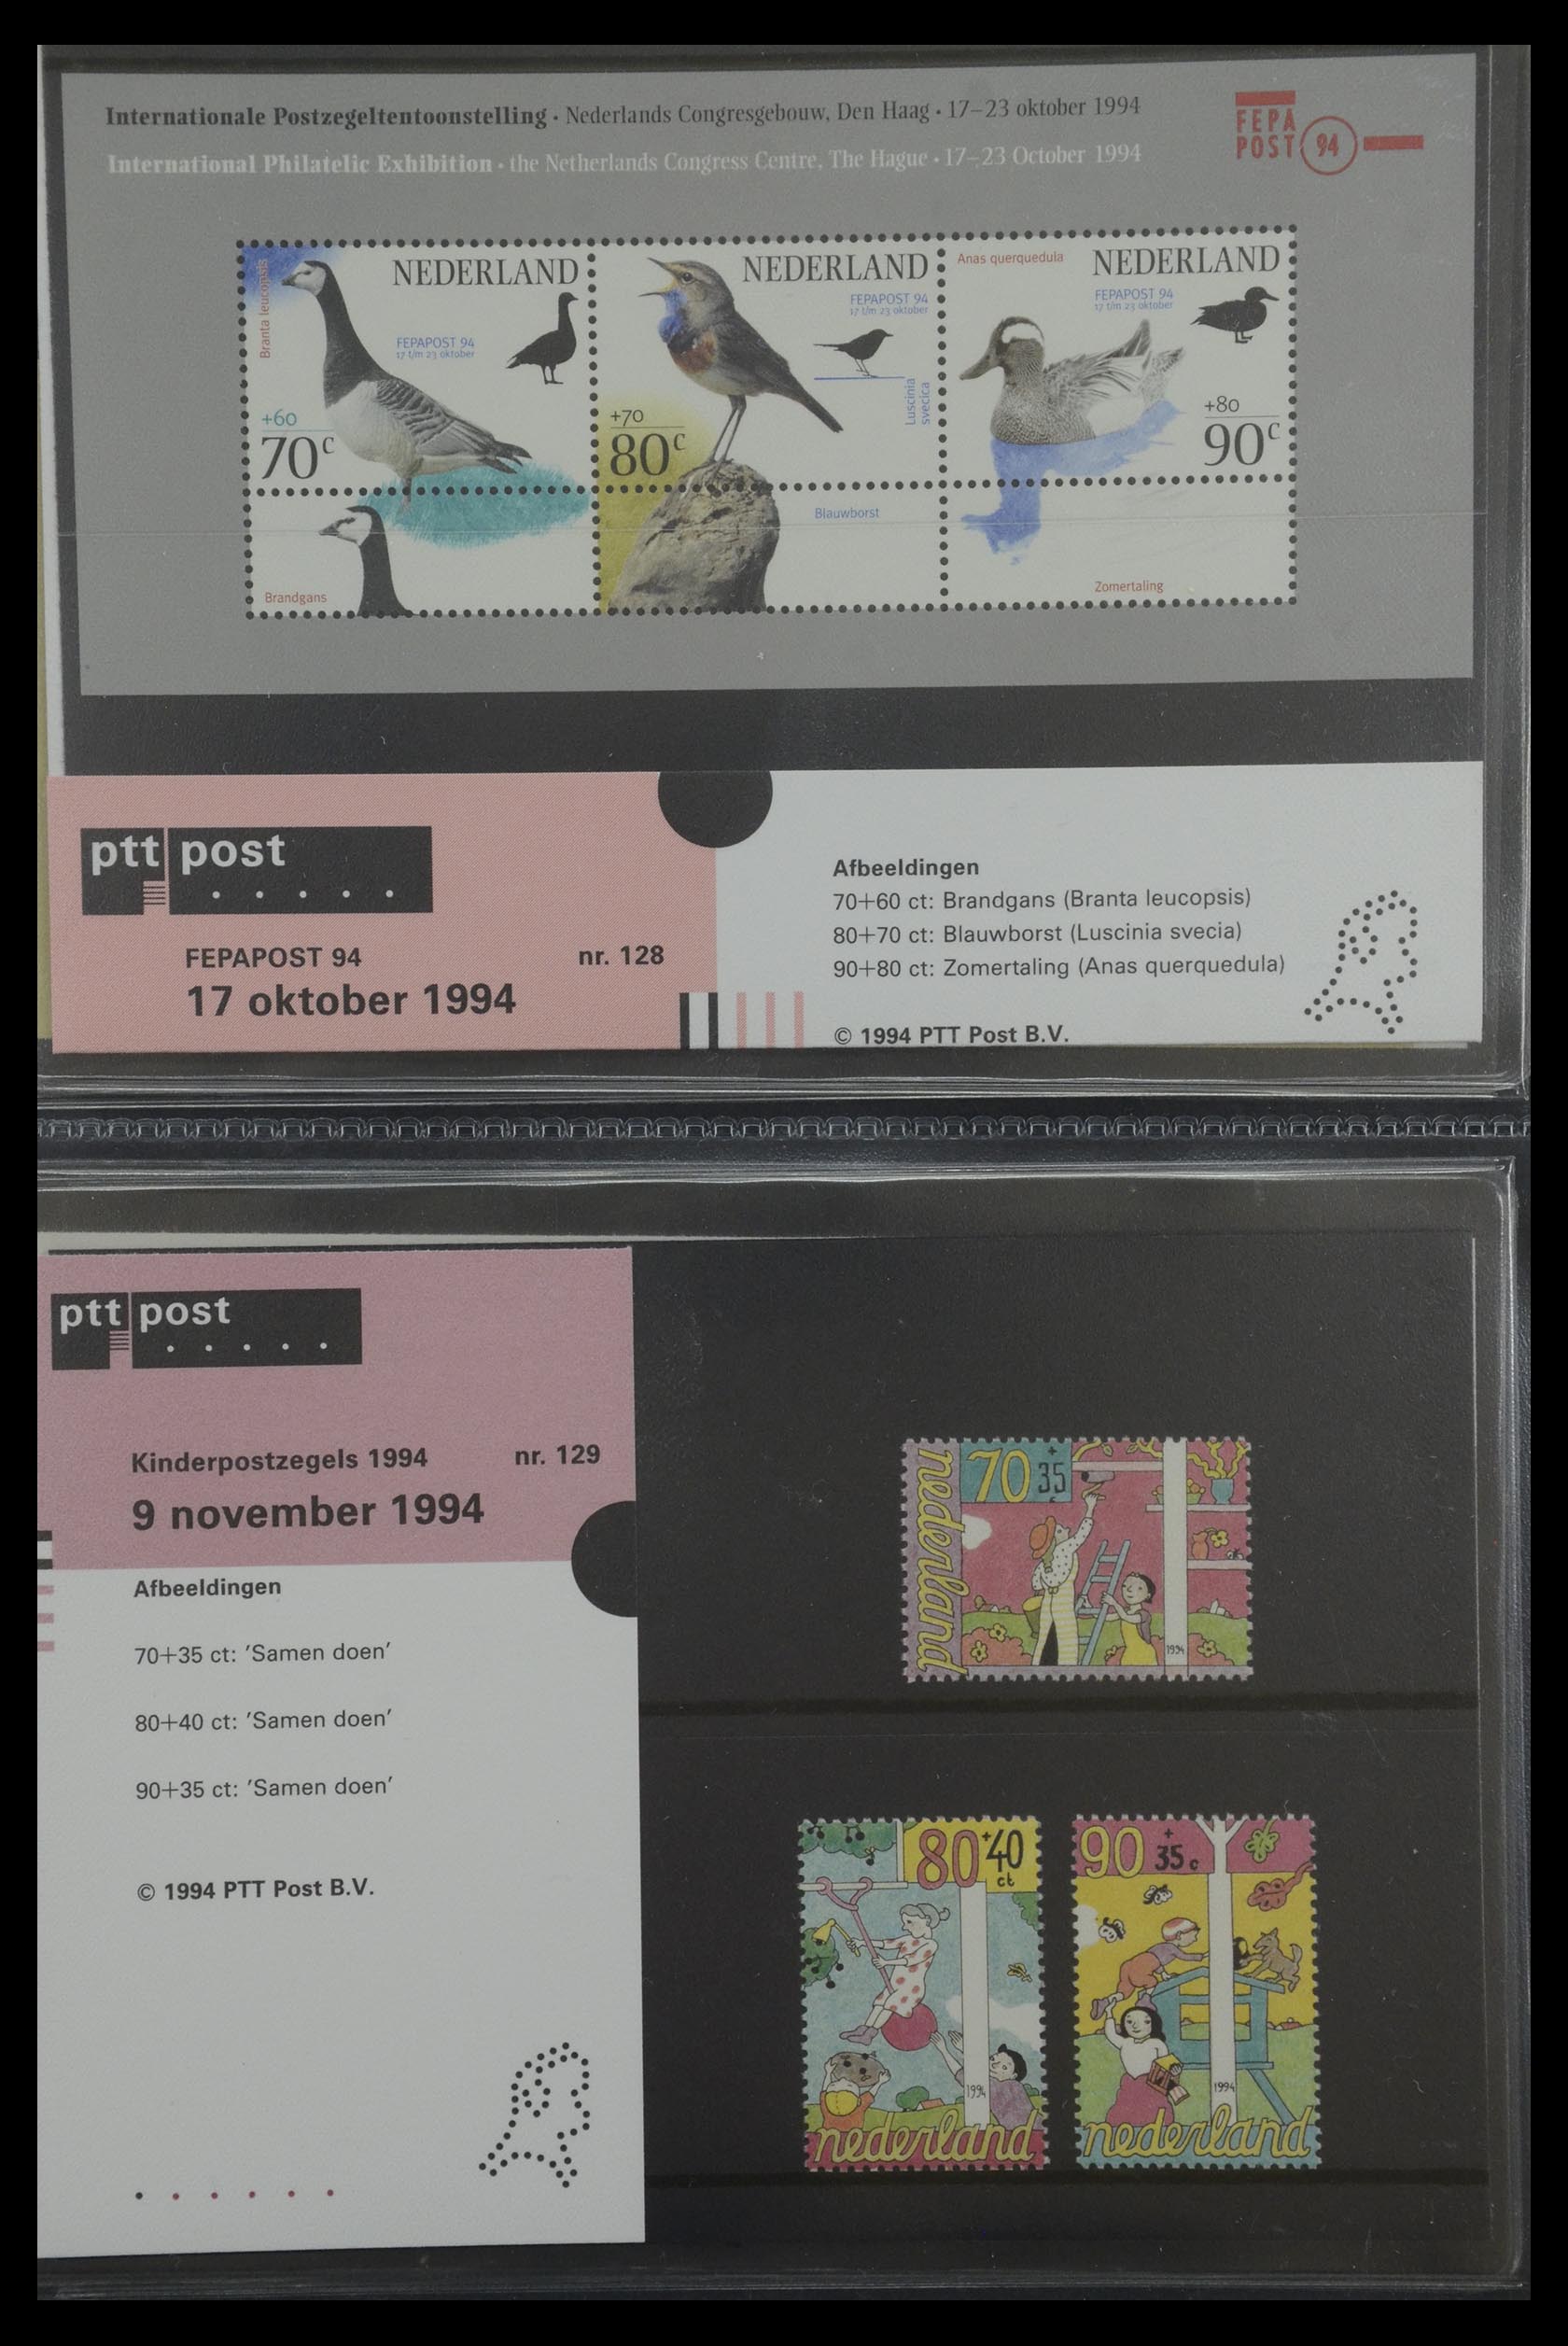 Internationale Postzegeltentoonstelling · Nederlands Congresgebouw, Den Haag · 17–23 oktober 1994
International Philatelic Exhibition · the Netherlands Congress Centre, The Hague · 17–23 October 1994
FEPA
POST 94
Branta leucopsis
NEDERLAND
FEPAPOST 94
17 t/m 23 oktober
+60
70c
Brandgans
NEDERLAND
FEPAPOST 94
17 t/m 23 oktober
Luscinia
svecica
+70
80c
Blauwborst
Anas querquedula
NEDERLAND
FEPAPOST 94
17 t/m 23 oktober
+80
90c
Zomertaling
ptt post
FEPAPOST 94 nr. 128
17 oktober 1994
Afbeeldingen
70+60 ct: Brandgans (Branta leucopsis)
80+70 ct: Blauwborst (Luscinia svecia)
90+80 ct: Zomertaling (Anas querquedula)
© 1994 PTT Post B.V.
ptt post
Kinderpostzegels 1994 nr. 129
9 november 1994
Afbeeldingen
70+35 ct: 'Samen doen'
80+40 ct: 'Samen doen'
90+35 ct: 'Samen doen'
© 1994 PTT Post B.V.
nederland
70 + 35 c
1994
80 + 40
ct
1994
nederland
90 + 35 c
1994
nederland